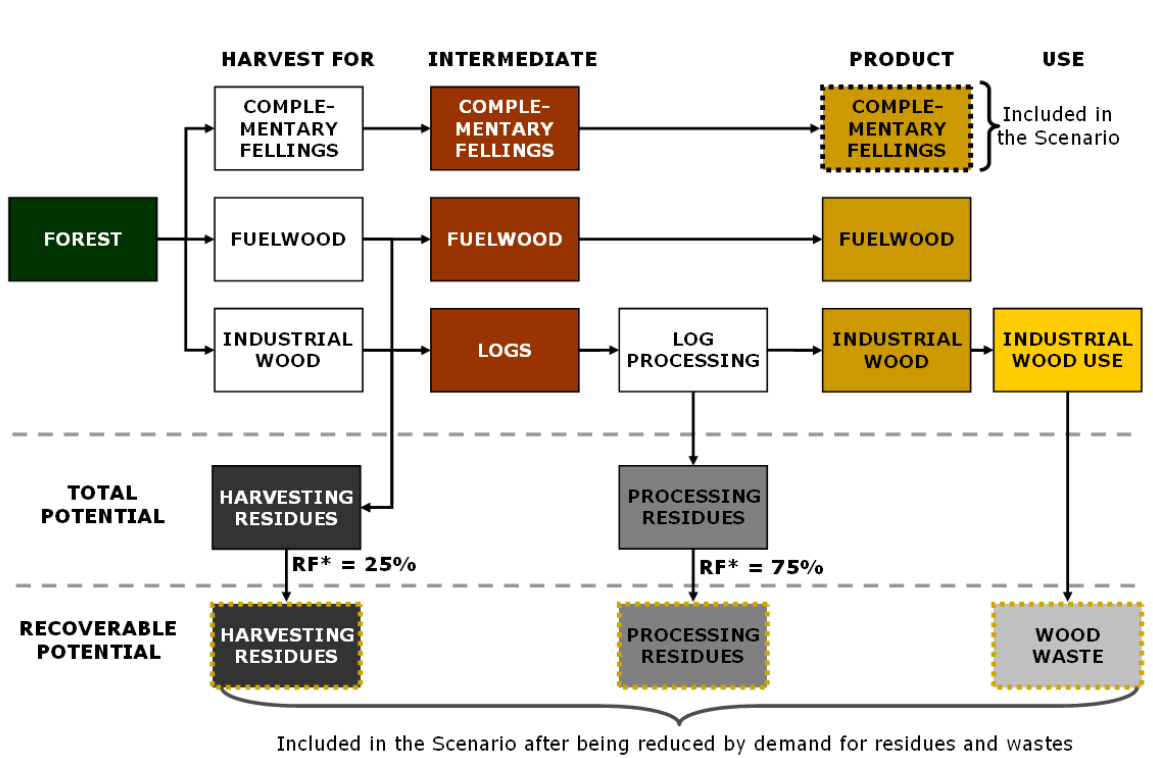 HARVEST FOR
INTERMEDIATE
PRODUCT
USE
COMPLE-
MENTARY
FELLINGS
COMPLE-
MENTARY
FELLINGS
COMPLE-
MENTARY
FELLINGS
Included in
the Scenario
FOREST
FUELWOOD
FUELWOOD
FUELWOOD
INDUSTRIAL
WOOD
LOGS
LOG
PROCESSING
INDUSTRIAL
WOOD
INDUSTRIAL
WOOD USE
TOTAL
POTENTIAL
HARVESTING
RESIDUES
PROCESSING
RESIDUES
RF* = 25%
RF* = 75%
RECOVERABLE
POTENTIAL
HARVESTING
RESIDUES
PROCESSING
RESIDUES
WOOD
WASTE
Included in the Scenario after being reduced by demand for residues and wastes